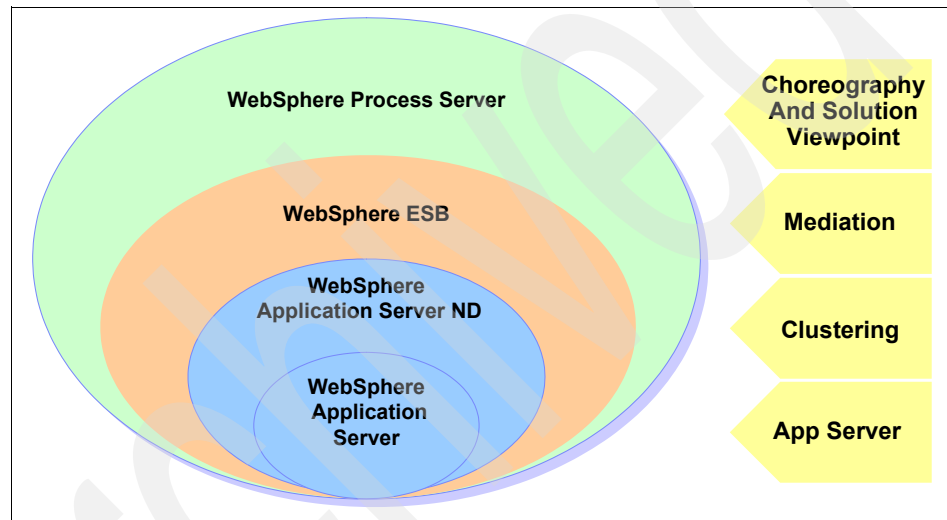 WebSphere Process Server
WebSphere ESB
WebSphere
Application Server ND
WebSphere
Application
Server
Choreography
And Solution
Viewpoint
Mediation
Clustering
App Server